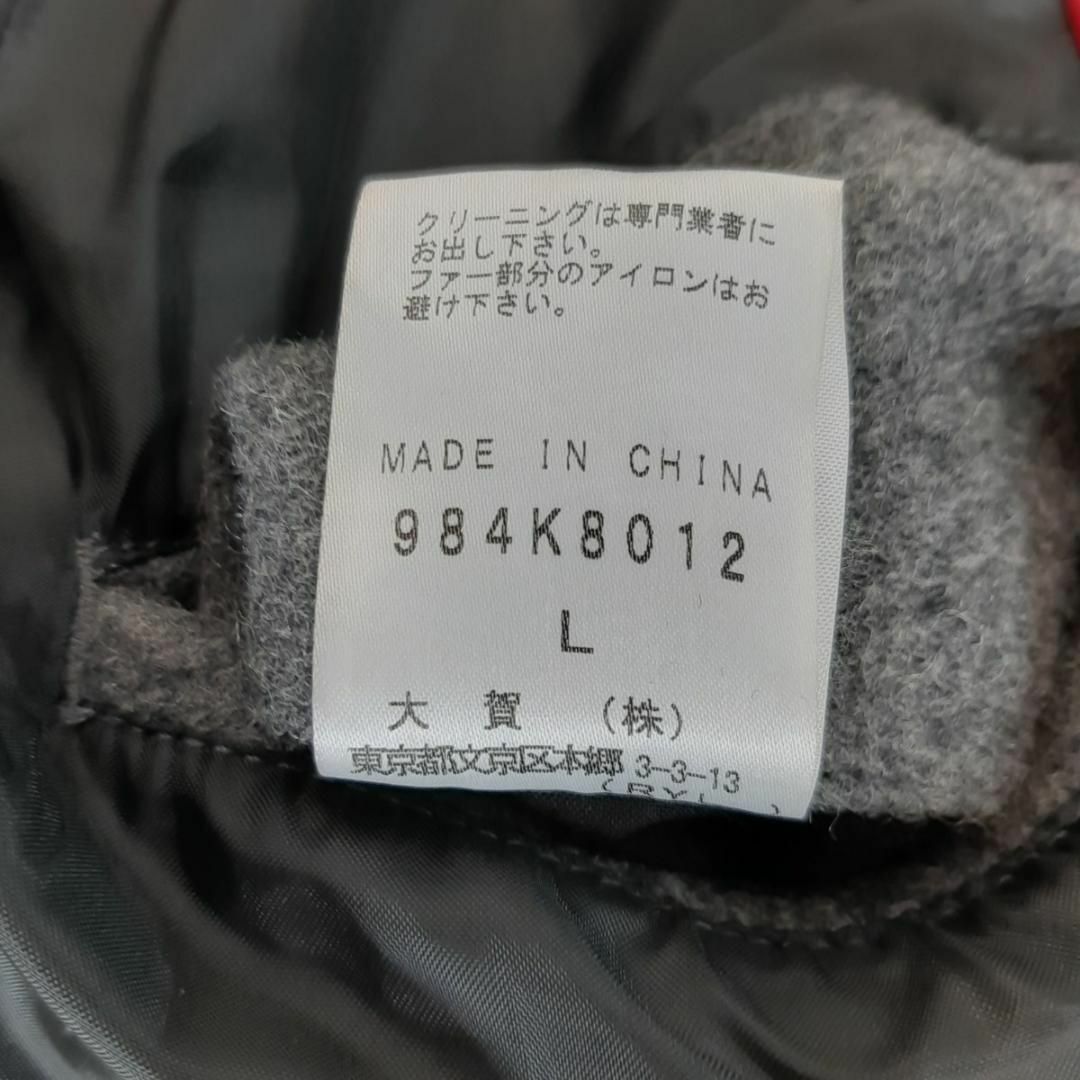 クリーニングは専門業者に
お出し下さい。
ファー部分のアイロンはお
避け下さい。
MADE IN CHINA
984K8012
L
大賀(株)
東京都文京区本郷 3-3-13